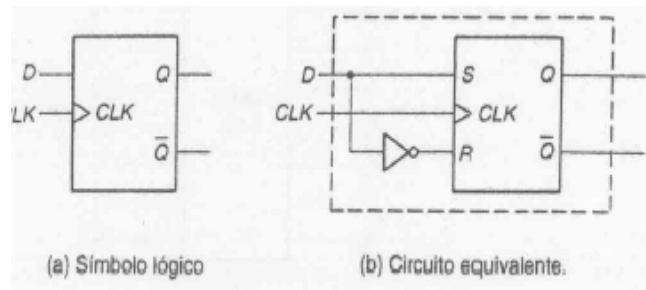 D Q D S Q
CLK CLK CLK CLK
Q R Q
(a) Símbolo lógico (b) Circuito equivalente.